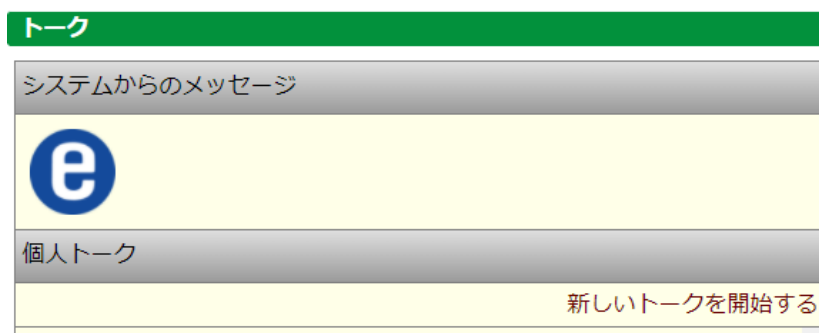 トーク
システムからのメッセージ
e
個人トーク
新しいトークを開始する